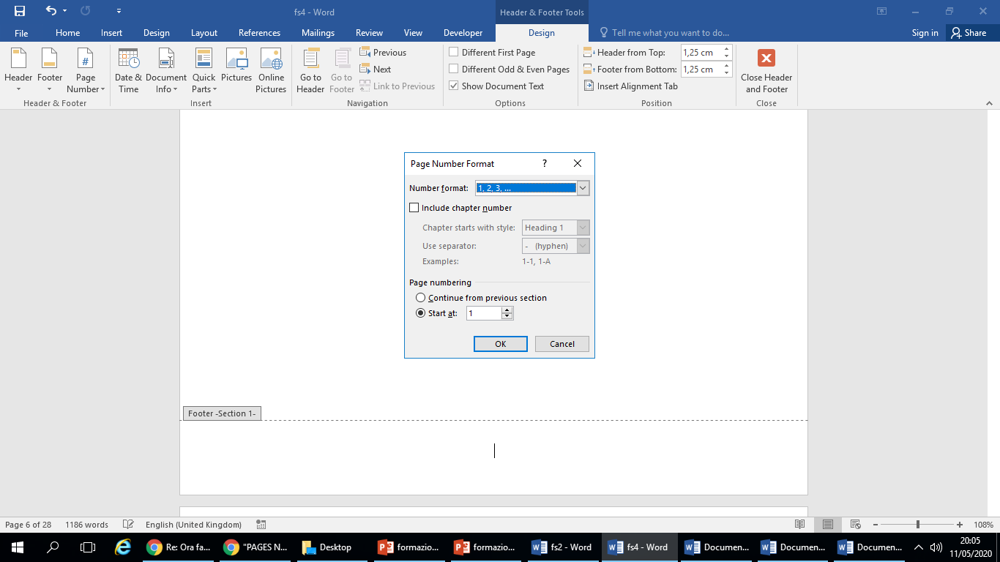 fs4 - Word
Header & Footer Tools
File Home Insert Design Layout References Mailings Review View Developer Design Tell me what you want to do... Sign in Share
Header
Footer
Page
Number
Header & Footer
Date &
Time
Document
Info
Quick
Parts
Pictures
Online
Pictures
Insert
Go to
Header
Go to
Footer
Previous
Next
Link to Previous
Navigation
Different First Page
Different Odd & Even Pages
Show Document Text
Options
Header from Top: 1,25 cm
Footer from Bottom: 1,25 cm
Insert Alignment Tab
Position
Close Header
and Footer
Close
Page Number Format ?
Number format: 1, 2, 3, ...
Include chapter number
Chapter starts with style: Heading 1
Use separator: - (hyphen)
Examples: 1-1, 1-A
Page numbering
Continue from previous section
Start at: 1
OK Cancel
Footer -Section 1-
Page 6 of 28 1186 words English (United Kingdom) 108%
Re: Ora fa... "PAGES N... Desktop formazio... formazio... fs2 - Word fs4 - Word Documen... Documen... Documen...
20:05
11/05/2020